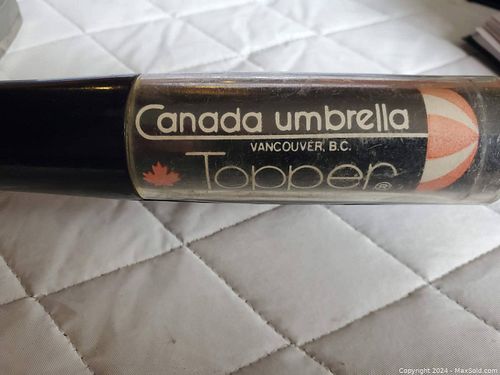 Canada umbrella
VANCOUVER, B.C.
Topper ®
Copyright 2024 - MaxSold.com